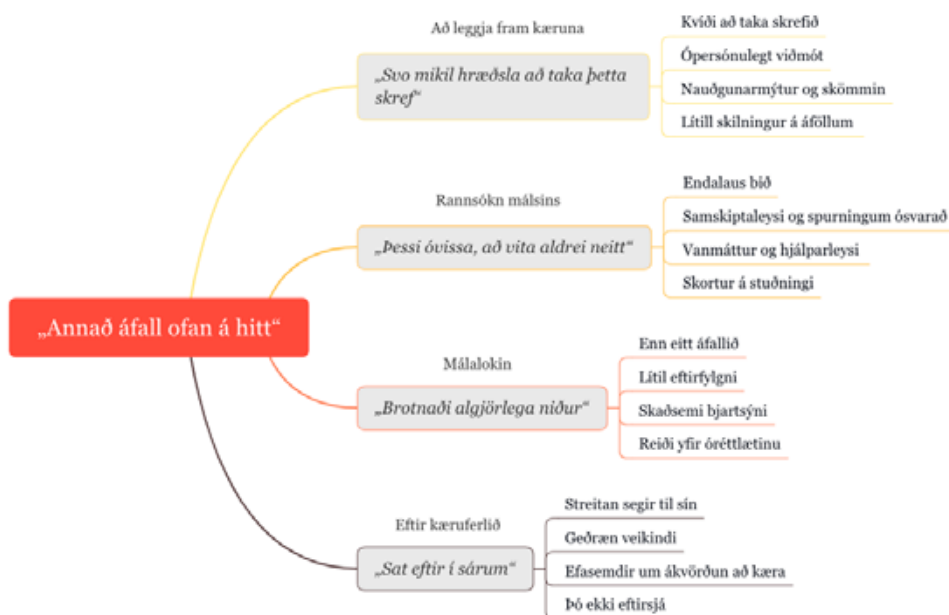 „Annað áfall ofan á hitt“
Að leggja fram kæruna
„Svo mikil hræðsla að taka þetta
skref“
Kvíði að taka skrefið
Ópersónulegt viðmót
Nauðgunarmýtur og skömmin
Lítill skilningur á áföllum
Rannsókn málsins
„Þessi óvissa, að vita aldrei neitt“
Endalaus bið
Samskiptaleysi og spurningum ósvarað
Vanmáttur og hjálparleysi
Skortur á stuðningi
Málalokin
„Brotnaði algjörlega niður“
Enn eitt áfallið
Lítil eftirfylgni
Skaðsemi bjartsýni
Reiði yfir óréttlætinu
Eftir kæruferlið
„Sat eftir í sárum“
Streitan segir til sín
Geðræn veikindi
Efasemdir um ákvörðun að kæra
Þó ekki eftirsjá